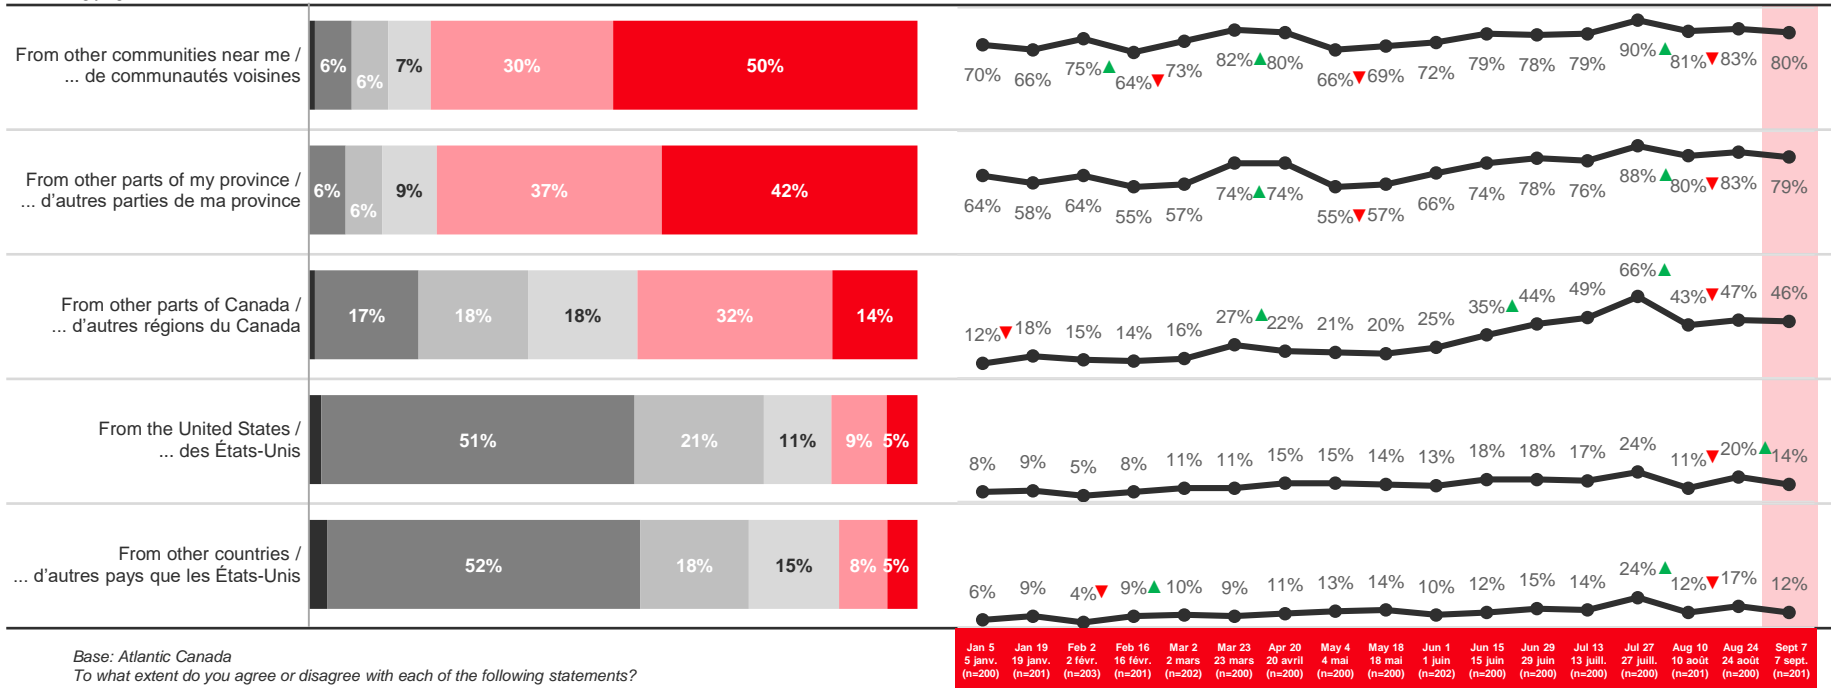 From other communities near me /
... de communautés voisines
6% 6% 7% 30% 50%
70% 66% 75% 64% 73% 82% 80% 66% 69% 72% 79% 78% 79% 90% 81% 83% 80%
From other parts of my province /
... d'autres parties de ma province
6% 6% 9% 37% 42%
64% 58% 64% 55% 57% 74% 74% 55% 57% 66% 74% 78% 76% 88% 80% 83% 79%
From other parts of Canada /
... d'autres régions du Canada
17% 18% 18% 32% 14%
12% 18% 15% 14% 16% 27% 22% 21% 20% 25% 35% 44% 49% 66% 43% 47% 46%
From the United States /
... des États-Unis
51% 21% 11% 9% 5%
8% 9% 5% 8% 11% 11% 15% 15% 14% 13% 18% 18% 17% 24% 11% 20% 14%
From other countries /
... d'autres pays que les États-Unis
52% 18% 15% 8% 5%
6% 9% 4% 9% 10% 9% 11% 13% 14% 10% 12% 15% 14% 24% 12% 17% 12%
Jan 5 Jan 19 Feb 2 Feb 16 Mar 2 Mar 23 Apr 20 May 4 May 18 Jun 1 Jun 15 Jun 29 Jul 13 Jul 27 Aug 10 Aug 24 Sept 7
5 janv. 19 janv. 2 févr. 16 févr. 2 mars 23 mars 20 avril 4 mai 18 mai 1 juin 15 juin 29 juin 13 juill. 27 juill. 10 août 24 août 7 sept.
(n=200) (n=201) (n=203) (n=201) (n=202) (n=200) (n=200) (n=200) (n=200) (n=202) (n=200) (n=200) (n=200) (n=200) (n=201) (n=200) (n=201)
Base: Atlantic Canada
To what extent do you agree or disagree with each of the following statements?